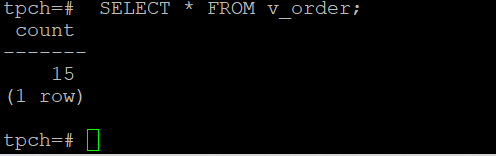 tpch=#  SELECT * FROM v_order;
 count
-------
    15
(1 row)
tpch=#